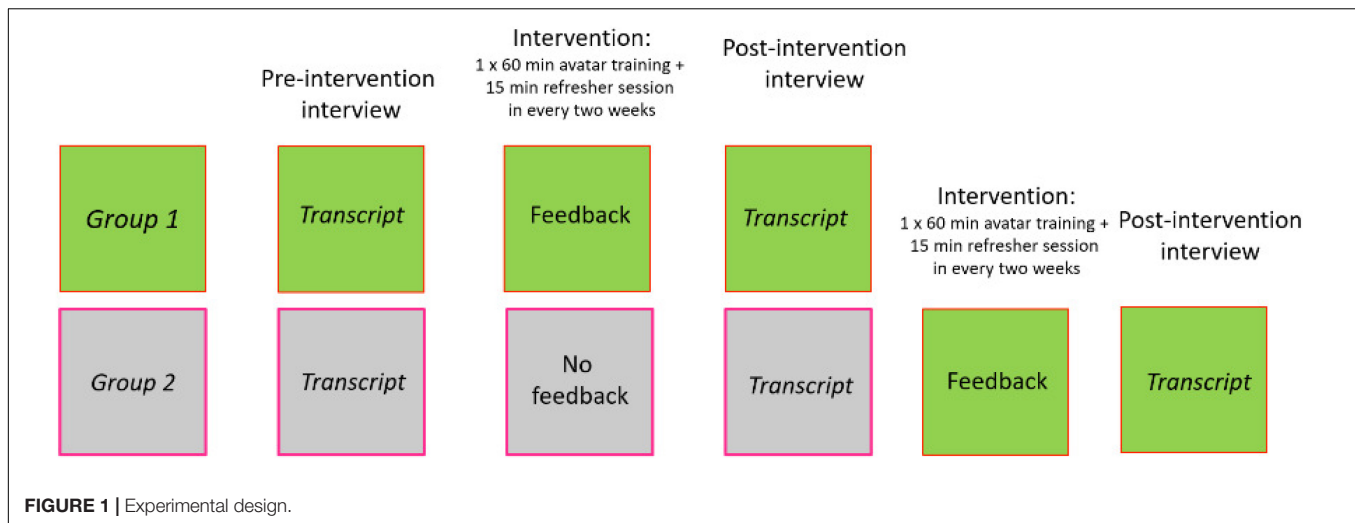 Pre-intervention
interview
Intervention:
1 x 60 min avatar training +
15 min refresher session
in every two weeks
Post-intervention
interview
Group 1
Transcript
Feedback
Transcript
Intervention:
1 x 60 min avatar training +
15 min refresher session
in every two weeks
Post-intervention
interview
Group 2
Transcript
No
feedback
Transcript
Feedback
Transcript
FIGURE 1 | Experimental design.